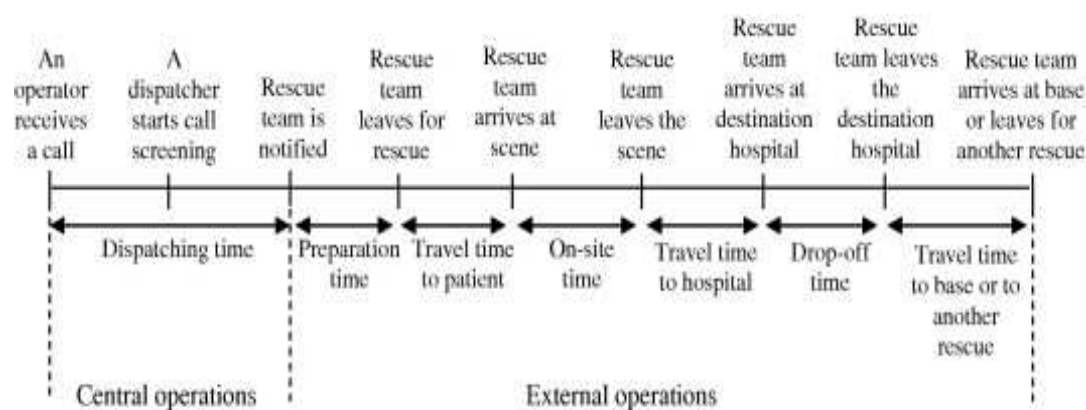 An
operator
receives
a call
A
dispatcher
starts call
screening
Rescue
team is
notified
Rescue
team
leaves for
rescue
Rescue
team
arrives at
scene
Rescue
team
leaves the
scene
Rescue
team
arrives at
destination
hospital
Rescue
team leaves
the
destination
hospital
Rescue team
arrives at base
or leaves for
another rescue
Dispatching time
Preparation
time
Travel time
to patient
On-site
time
Travel time
to hospital
Drop-off
time
Travel time
to base or to
another
rescue
Central operations
External operations